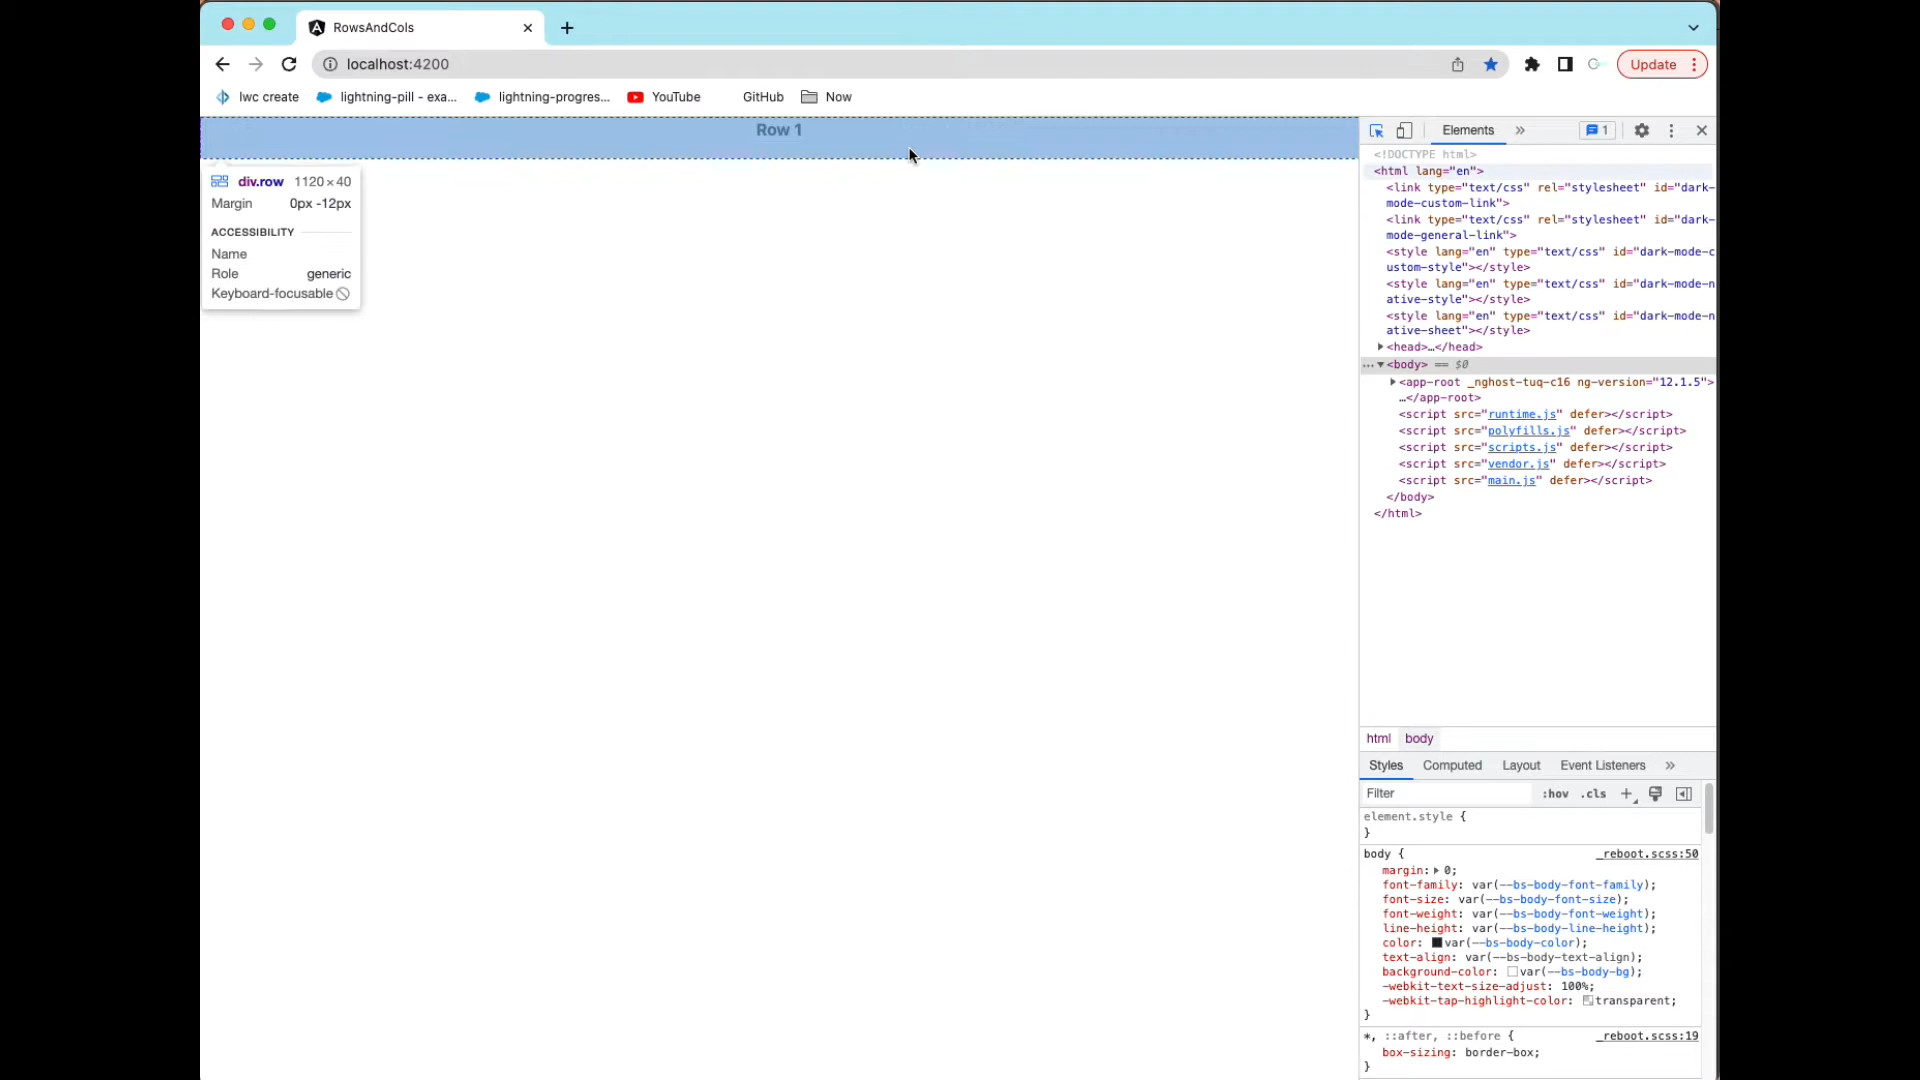 RowsAndCols
localhost:4200
Update
lwc create
lightning-pill - exa...
lightning-progres...
YouTube
GitHub
Now
Row 1
div.row 1120 × 40
Margin 0px -12px
ACCESSIBILITY
Name
Role generic
Keyboard-focusable
Elements
1
<!DOCTYPE html>
<html lang="en">
<link type="text/css" rel="stylesheet" id="dark-
mode-custom-link">
<link type="text/css" rel="stylesheet" id="dark-
mode-general-link">
<style lang="en" type="text/css" id="dark-mode-c
ustom-style"></style>
<style lang="en" type="text/css" id="dark-mode-n
ative-style"></style>
<style lang="en" type="text/css" id="dark-mode-n
ative-sheet"></style>
<head>…</head>
<body> == $0
<app-root _nghost-tuq-c16 ng-version="12.1.5">
…</app-root>
<script src="runtime.js" defer></script>
<script src="polyfills.js" defer></script>
<script src="scripts.js" defer></script>
<script src="vendor.js" defer></script>
<script src="main.js" defer></script>
</body>
</html>
html body
Styles Computed Layout Event Listeners
Filter :hov .cls
element.style {
}
body { _reboot.scss:50
margin: 0;
font-family: var(--bs-body-font-family);
font-size: var(--bs-body-font-size);
font-weight: var(--bs-body-font-weight);
line-height: var(--bs-body-line-height);
color: var(--bs-body-color);
text-align: var(--bs-body-text-align);
background-color: var(--bs-body-bg);
-webkit-text-size-adjust: 100%;
-webkit-tap-highlight-color: transparent;
}
*, ::after, ::before { _reboot.scss:19
box-sizing: border-box;
}